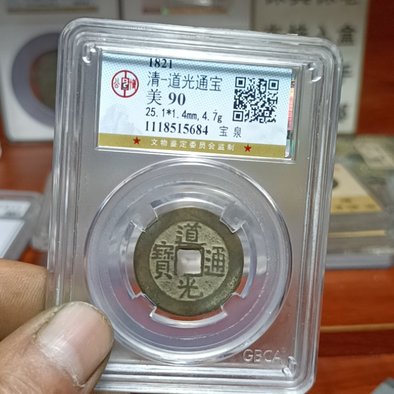 1821
清-道光通宝
美 90
25.1*1.4mm,4.7g
1118515684 宝 泉
★ 文物鉴定委员会监制 ★
道
寶 通
光
GBCA